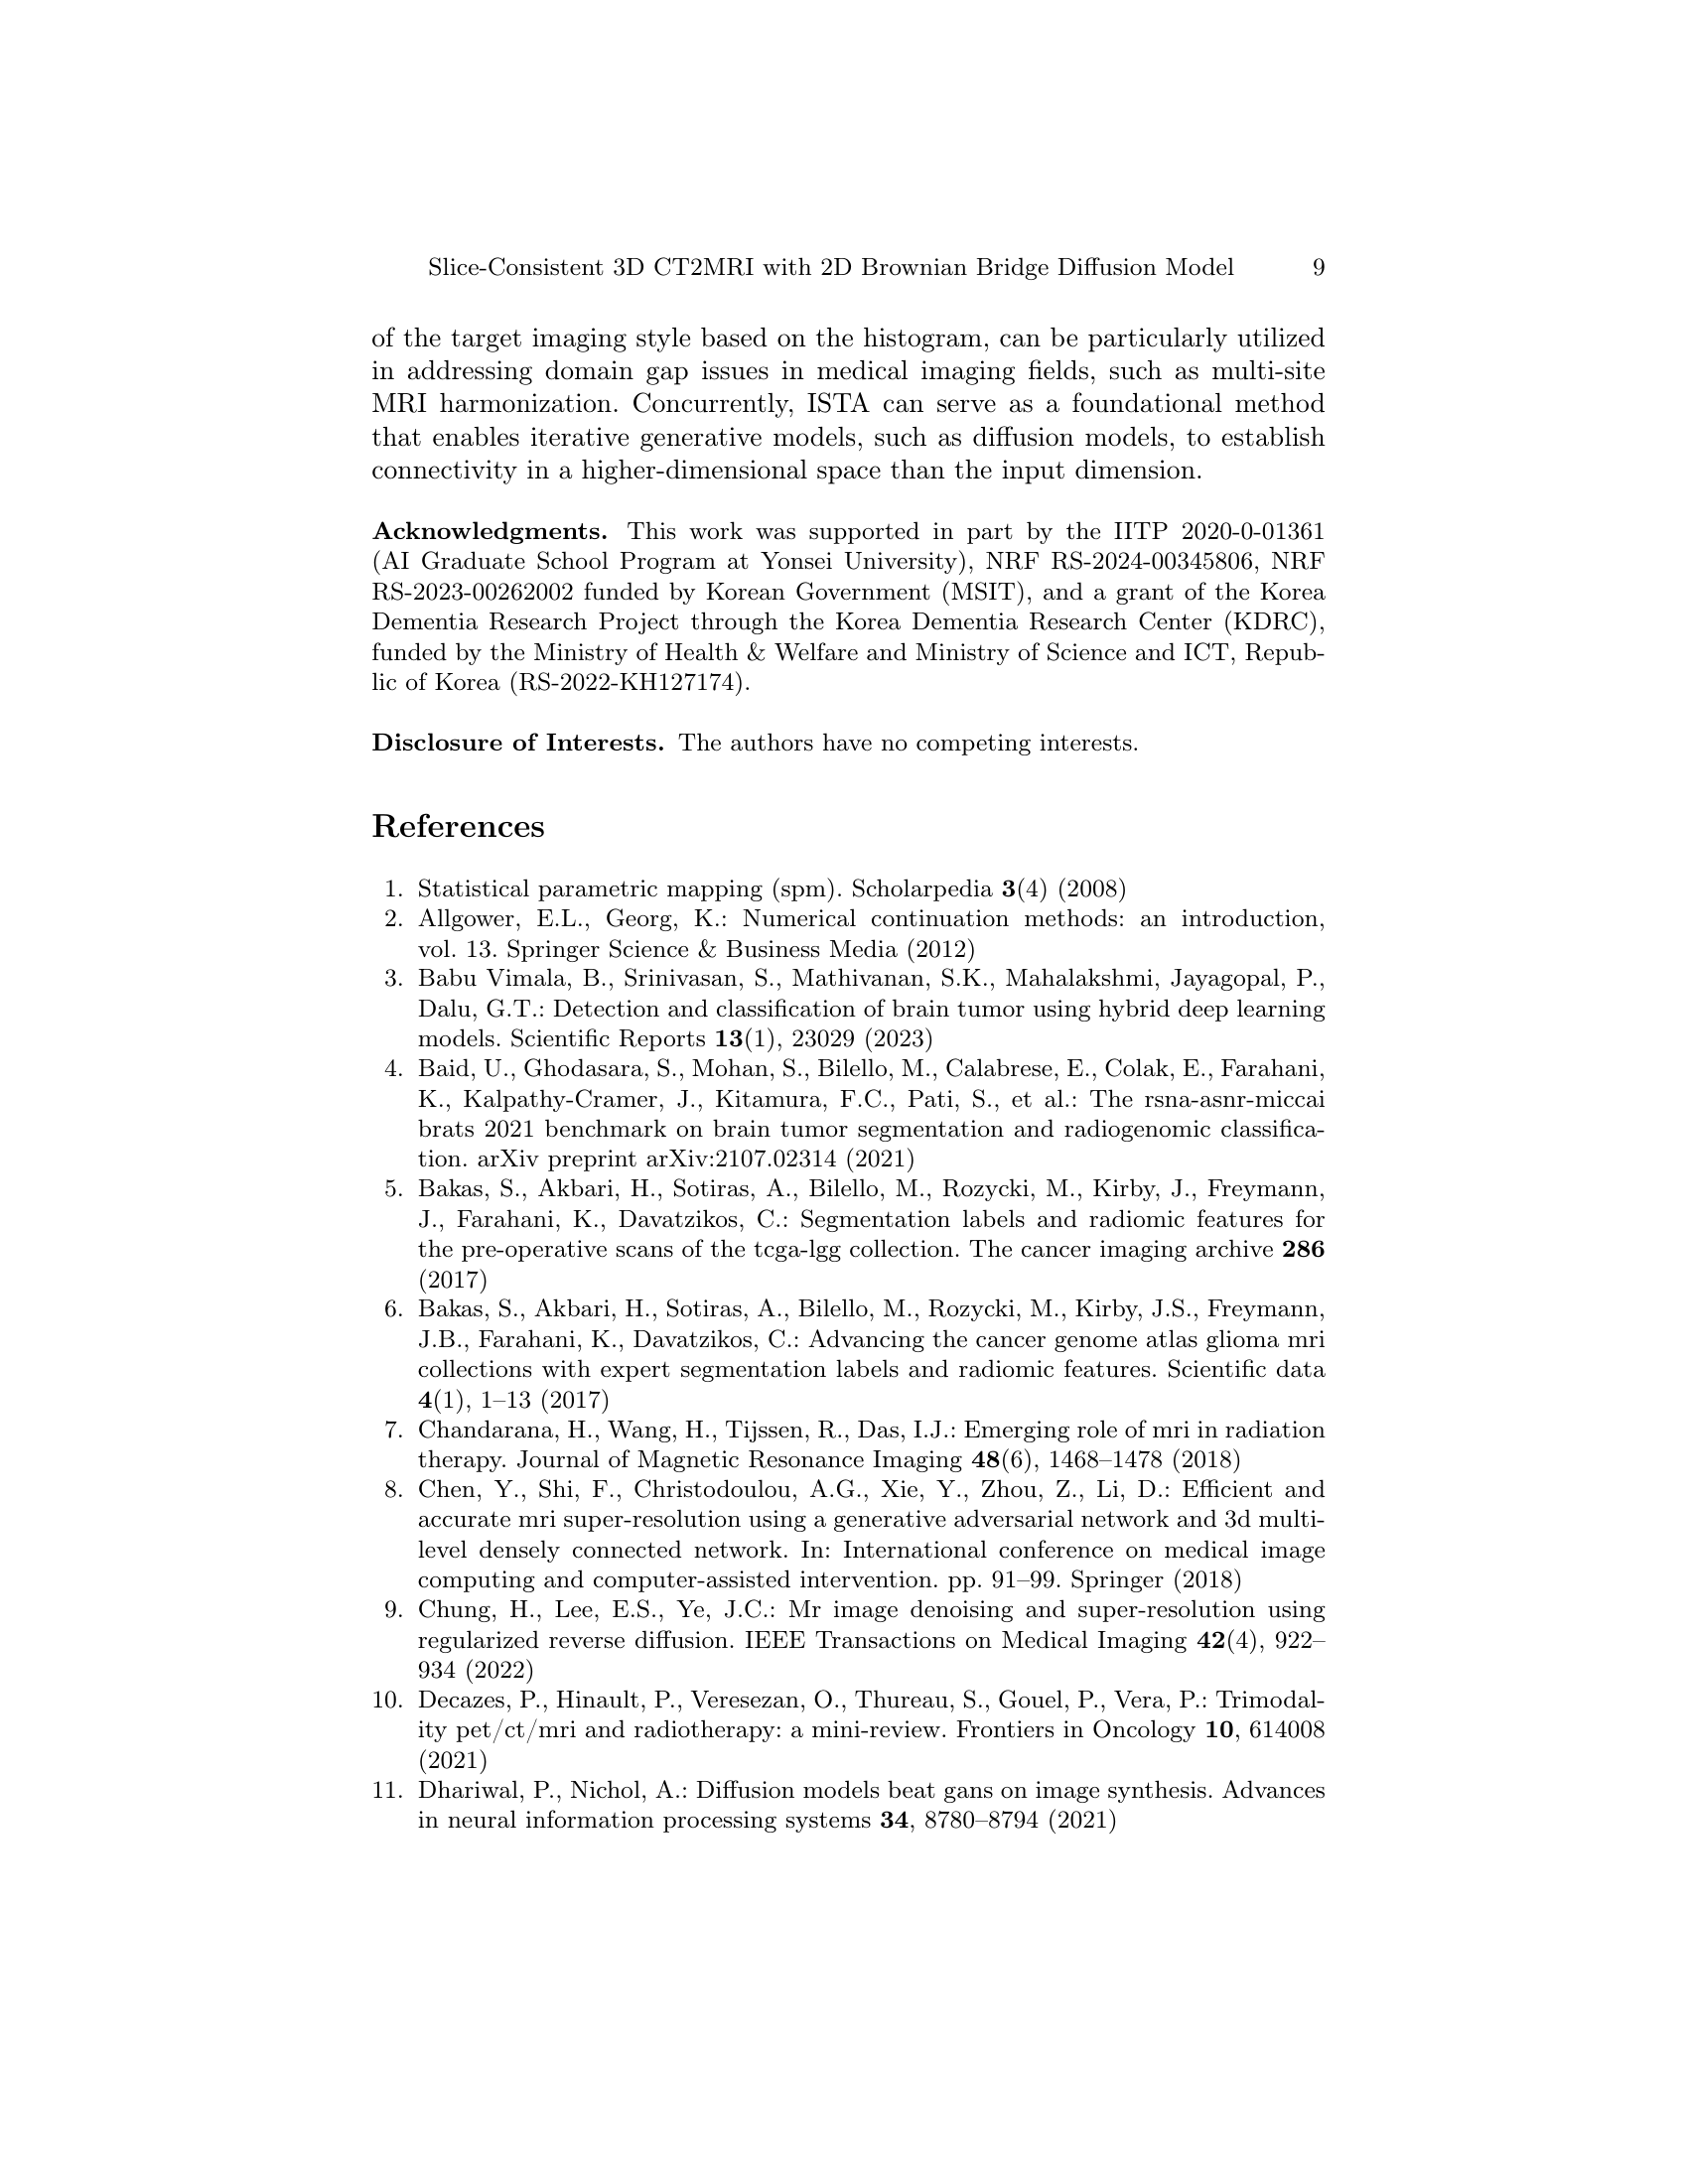 Slice-Consistent 3D CT2MRI with 2D Brownian Bridge Diffusion Model 9
of the target imaging style based on the histogram, can be particularly utilized
in addressing domain gap issues in medical imaging fields, such as multi-site
MRI harmonization. Concurrently, ISTA can serve as a foundational method
that enables iterative generative models, such as diffusion models, to establish
connectivity in a higher-dimensional space than the input dimension.
Acknowledgments. This work was supported in part by the IITP 2020-0-01361
(AI Graduate School Program at Yonsei University), NRF RS-2024-00345806, NRF
RS-2023-00262002 funded by Korean Government (MSIT), and a grant of the Korea
Dementia Research Project through the Korea Dementia Research Center (KDRC),
funded by the Ministry of Health & Welfare and Ministry of Science and ICT, Repub-
lic of Korea (RS-2022-KH127174).
Disclosure of Interests. The authors have no competing interests.
References
1. Statistical parametric mapping (spm). Scholarpedia 3(4) (2008)
2. Allgower, E.L., Georg, K.: Numerical continuation methods: an introduction,
vol. 13. Springer Science & Business Media (2012)
3. Babu Vimala, B., Srinivasan, S., Mathivanan, S.K., Mahalakshmi, Jayagopal, P.,
Dalu, G.T.: Detection and classification of brain tumor using hybrid deep learning
models. Scientific Reports 13(1), 23029 (2023)
4. Baid, U., Ghodasara, S., Mohan, S., Bilello, M., Calabrese, E., Colak, E., Farahani,
K., Kalpathy-Cramer, J., Kitamura, F.C., Pati, S., et al.: The rsna-asnr-miccai
brats 2021 benchmark on brain tumor segmentation and radiogenomic classifica-
tion. arXiv preprint arXiv:2107.02314 (2021)
5. Bakas, S., Akbari, H., Sotiras, A., Bilello, M., Rozycki, M., Kirby, J., Freymann,
J., Farahani, K., Davatzikos, C.: Segmentation labels and radiomic features for
the pre-operative scans of the tcga-lgg collection. The cancer imaging archive 286
(2017)
6. Bakas, S., Akbari, H., Sotiras, A., Bilello, M., Rozycki, M., Kirby, J.S., Freymann,
J.B., Farahani, K., Davatzikos, C.: Advancing the cancer genome atlas glioma mri
collections with expert segmentation labels and radiomic features. Scientific data
4(1), 1–13 (2017)
7. Chandarana, H., Wang, H., Tijssen, R., Das, I.J.: Emerging role of mri in radiation
therapy. Journal of Magnetic Resonance Imaging 48(6), 1468–1478 (2018)
8. Chen, Y., Shi, F., Christodoulou, A.G., Xie, Y., Zhou, Z., Li, D.: Efficient and
accurate mri super-resolution using a generative adversarial network and 3d multi-
level densely connected network. In: International conference on medical image
computing and computer-assisted intervention. pp. 91–99. Springer (2018)
9. Chung, H., Lee, E.S., Ye, J.C.: Mr image denoising and super-resolution using
regularized reverse diffusion. IEEE Transactions on Medical Imaging 42(4), 922–
934 (2022)
10. Decazes, P., Hinault, P., Veresezan, O., Thureau, S., Gouel, P., Vera, P.: Trimodal-
ity pet/ct/mri and radiotherapy: a mini-review. Frontiers in Oncology 10, 614008
(2021)
11. Dhariwal, P., Nichol, A.: Diffusion models beat gans on image synthesis. Advances
in neural information processing systems 34, 8780–8794 (2021)